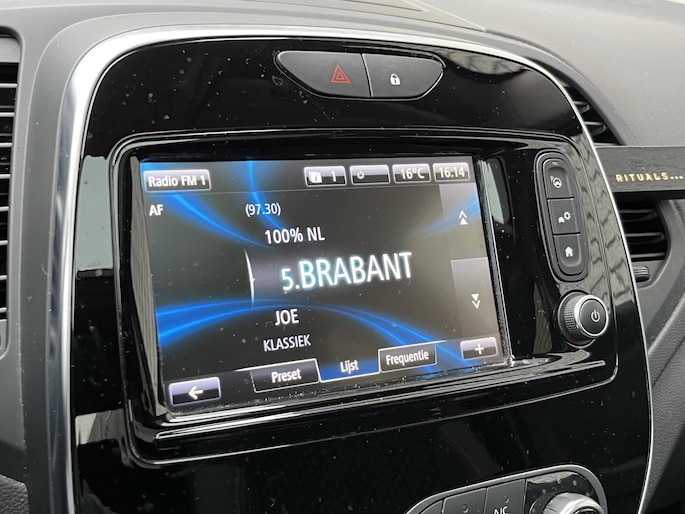 Radio FM 1
1
16°C
16:14
AF
(97.30)
100% NL
5.BRABANT
JOE
KLASSIEK
Preset
Lijst
Frequentie
+
RITUALS...